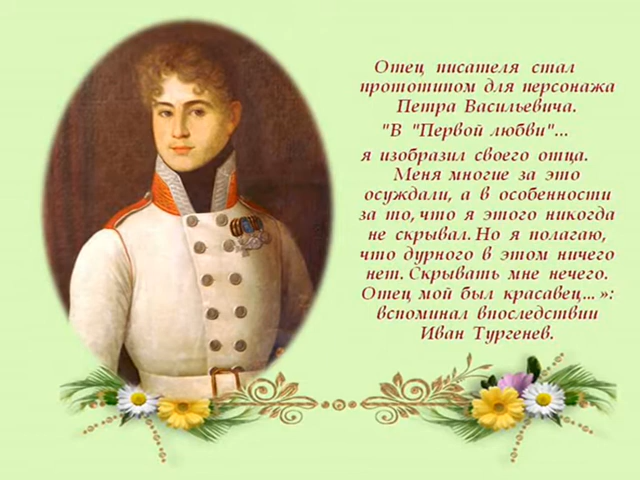 Отец писателя стал
прототипом для персонажа
Петра Васильевича.
"В "Первой любви"...
я изобразил своего отца.
Меня многие за это
осуждали, а в особенности
за то, что я этого никогда
не скрывал. Но я полагаю,
что дурного в этом ничего
нет. Скрывать мне нечего.
Отец мой был красавец... »:
вспоминал впоследствии
Иван Тургенев.